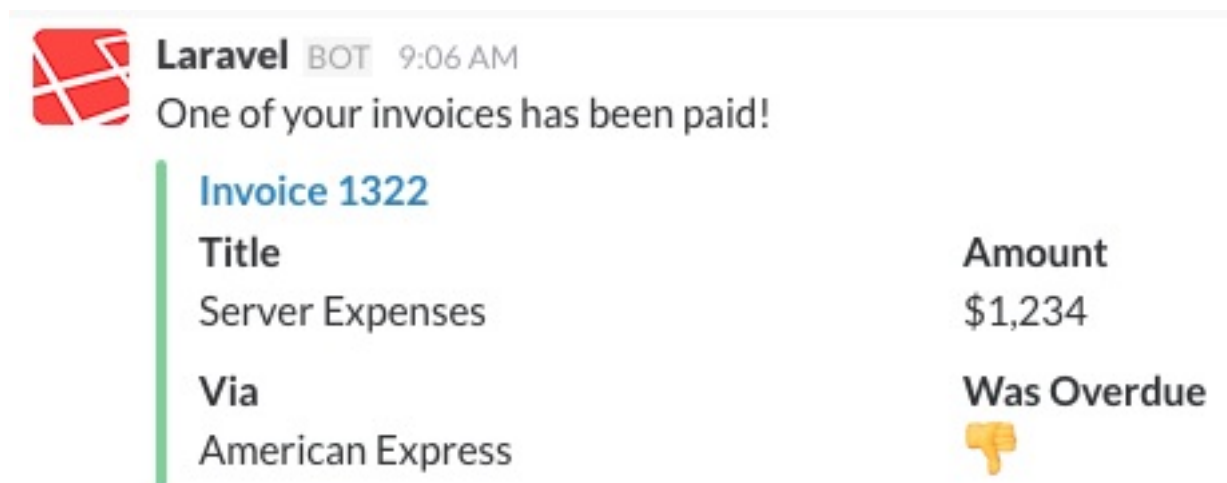 Laravel BOT 9:06 AM
One of your invoices has been paid!
Invoice 1322
Title Amount
Server Expenses $1,234
Via Was Overdue
American Express 👎